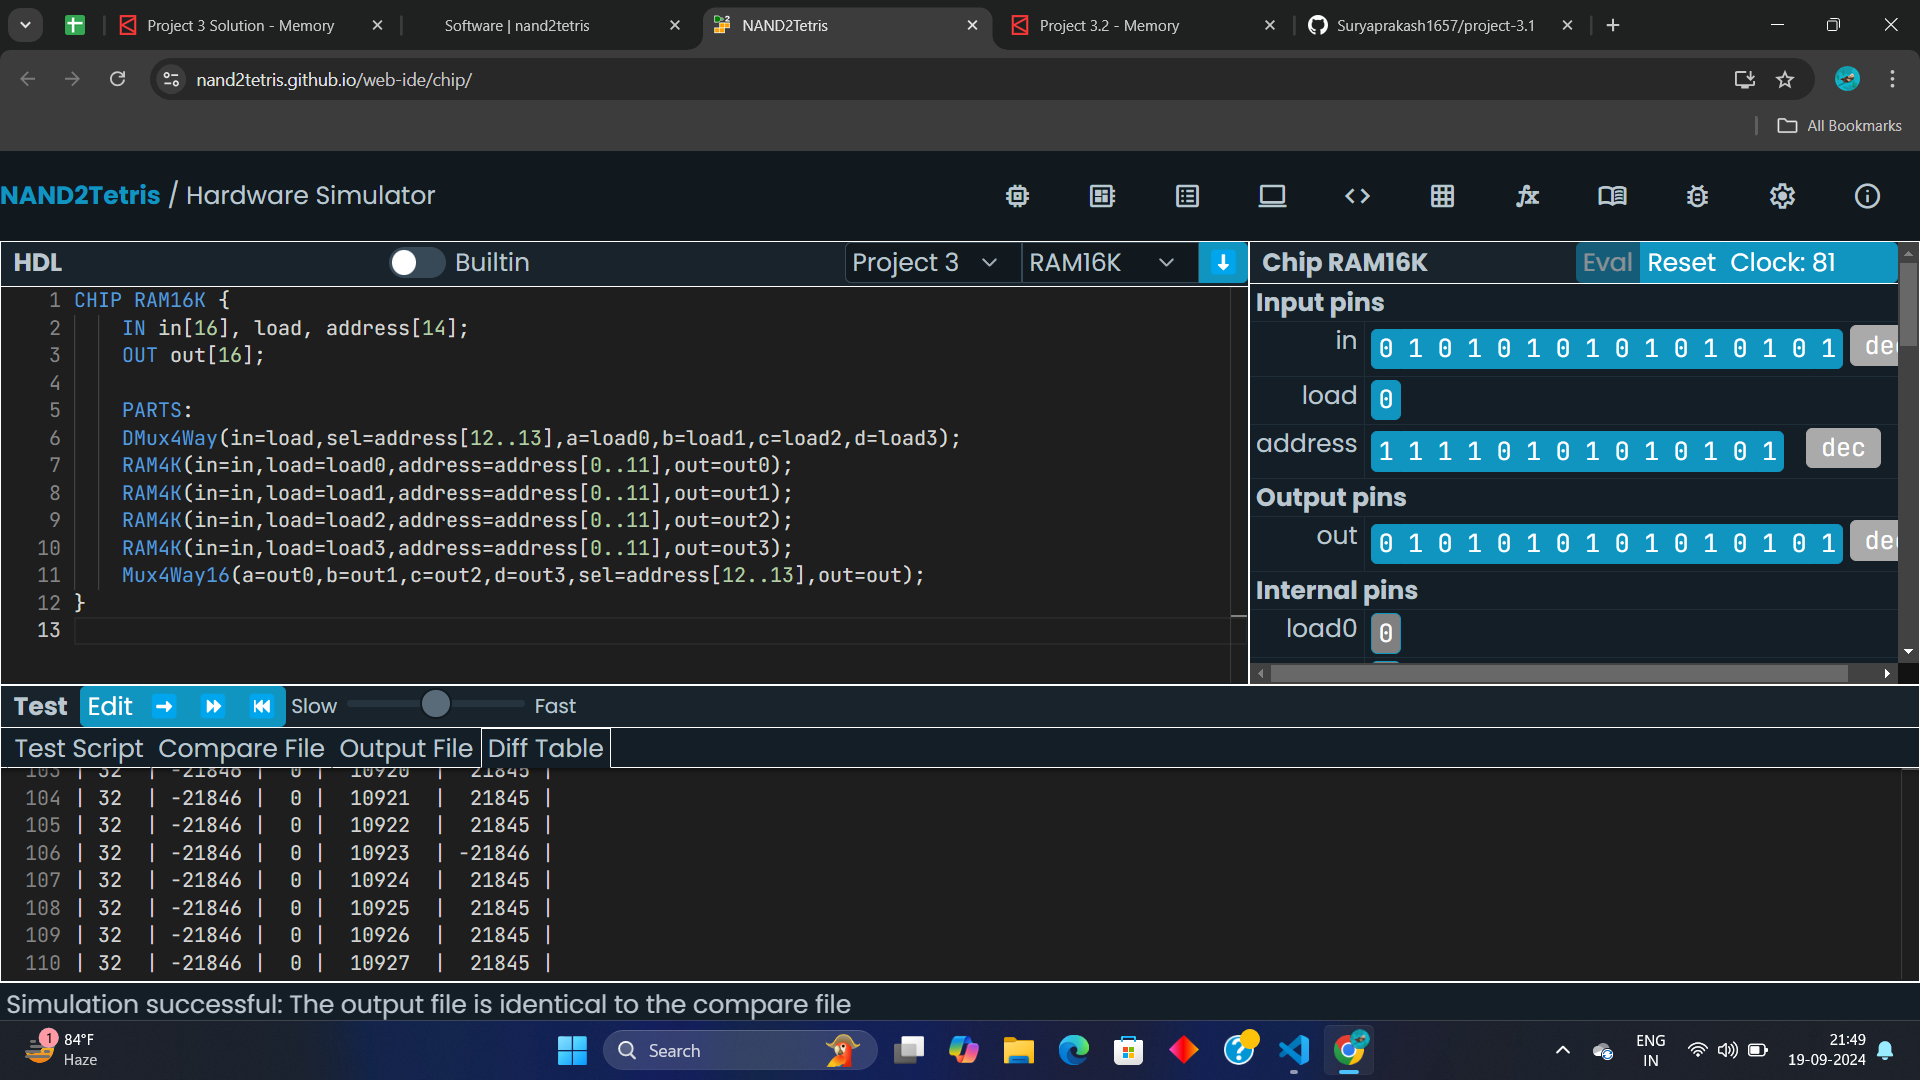 Project 3 Solution - Memory
Software | nand2tetris
NAND2Tetris
Project 3.2 - Memory
Suryaprakash1657/project-3.1
nand2tetris.github.io/web-ide/chip/
All Bookmarks
NAND2Tetris / Hardware Simulator
HDL
Builtin
Project 3
RAM16K
1 CHIP RAM16K {
2 IN in[16], load, address[14];
3 OUT out[16];
4
5 PARTS:
6 DMux4Way(in=load,sel=address[12..13],a=load0,b=load1,c=load2,d=load3);
7 RAM4K(in=in,load=load0,address=address[0..11],out=out0);
8 RAM4K(in=in,load=load1,address=address[0..11],out=out1);
9 RAM4K(in=in,load=load2,address=address[0..11],out=out2);
10 RAM4K(in=in,load=load3,address=address[0..11],out=out3);
11 Mux4Way16(a=out0,b=out1,c=out2,d=out3,sel=address[12..13],out=out);
12 }
13
Chip RAM16K
Eval Reset Clock: 81
Input pins
in 0 1 0 1 0 1 0 1 0 1 0 1 0 1 0 1 dec
load 0
address 1 1 1 1 0 1 0 1 0 1 0 1 0 1 dec
Output pins
out 0 1 0 1 0 1 0 1 0 1 0 1 0 1 0 1 dec
Internal pins
load0 0
Test Edit Slow Fast
Test Script Compare File Output File Diff Table
103 | 32 | -21846 | 0 | 10920 | 21845 |
104 | 32 | -21846 | 0 | 10921 | 21845 |
105 | 32 | -21846 | 0 | 10922 | 21845 |
106 | 32 | -21846 | 0 | 10923 | -21846 |
107 | 32 | -21846 | 0 | 10924 | 21845 |
108 | 32 | -21846 | 0 | 10925 | 21845 |
109 | 32 | -21846 | 0 | 10926 | 21845 |
110 | 32 | -21846 | 0 | 10927 | 21845 |
Simulation successful: The output file is identical to the compare file
1
84°F
Haze
Search
ENG
IN
21:49
19-09-2024